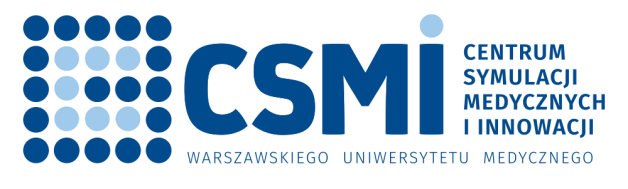 CSMi
CENTRUM
SYMULACJI
MEDYCZNYCH
I INNOWACJI
WARSZAWSKIEGO UNIWERSYTETU MEDYCZNEGO